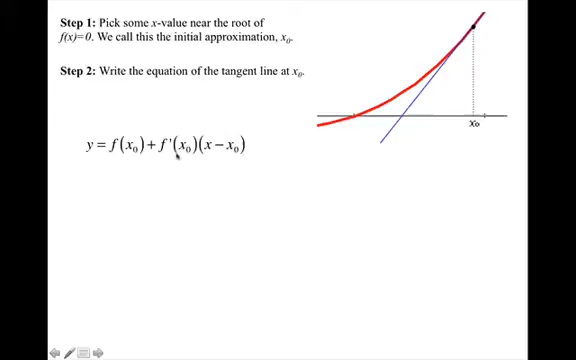 Step 1: Pick some x-value near the root of
f(x)=0. We call this the initial approximation, x₀.
Step 2: Write the equation of the tangent line at x₀.
y = f(x₀) + f'(x₀)(x − x₀)
x₀